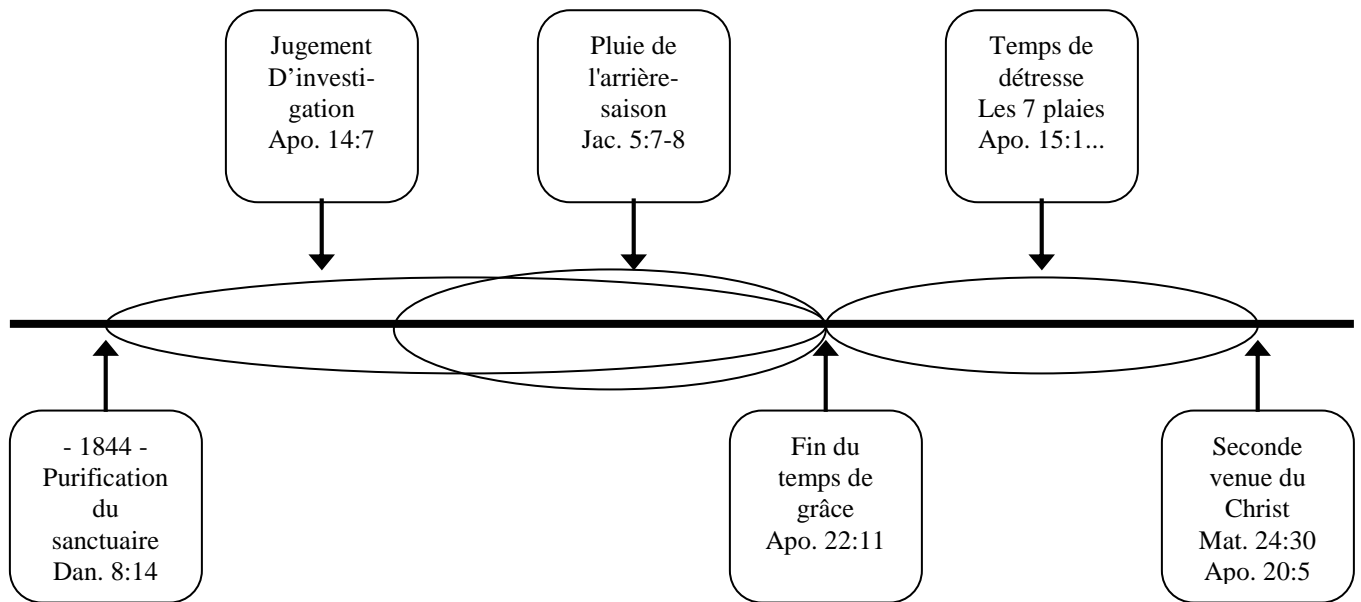 Jugement
D'investi-
gation
Apo. 14:7
Pluie de
l'arrière-
saison
Jac. 5:7-8
Temps de
détresse
Les 7 plaies
Apo. 15:1...
- 1844 -
Purification
du
sanctuaire
Dan. 8:14
Fin du
temps de
grâce
Apo. 22:11
Seconde
venue du
Christ
Mat. 24:30
Apo. 20:5